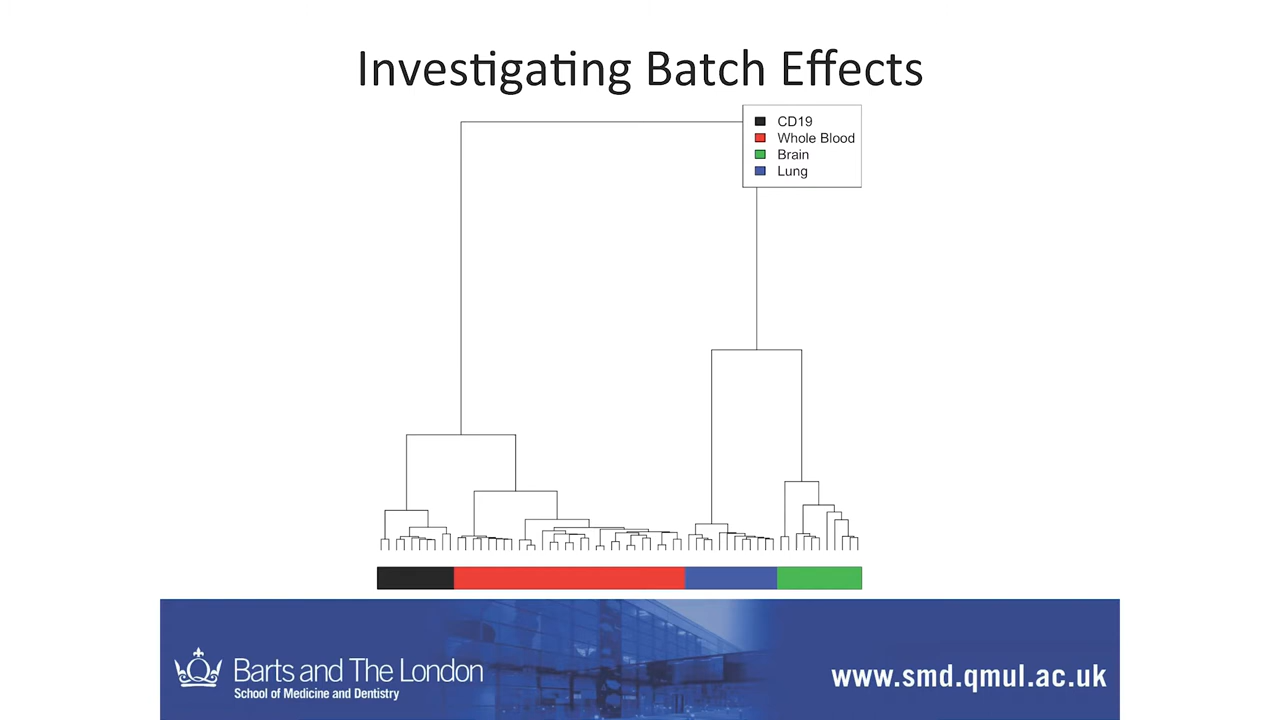 Investigating Batch Effects
CD19
Whole Blood
Brain
Lung
Barts and The London
School of Medicine and Dentistry
www.smd.qmul.ac.uk